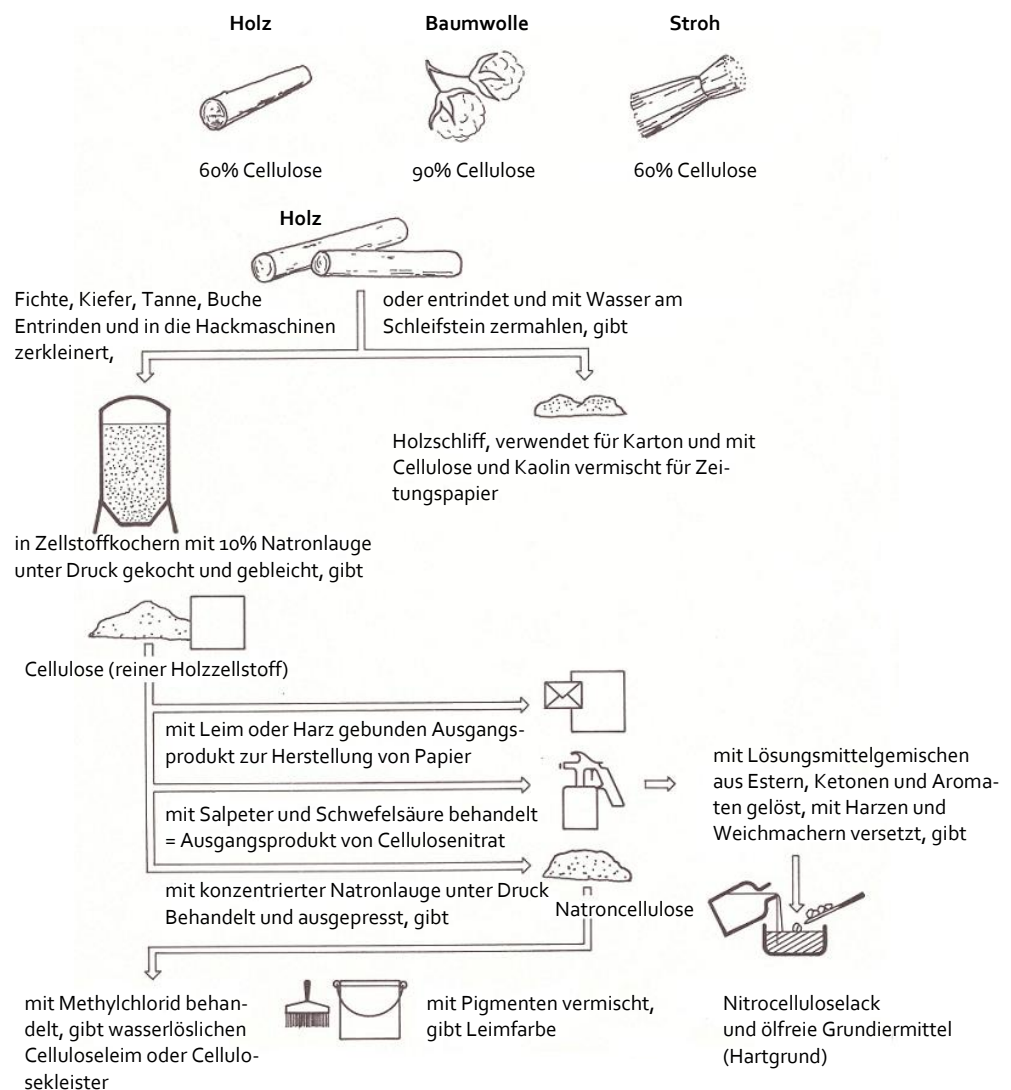 Holz
Baumwolle
Stroh
60% Cellulose
90% Cellulose
60% Cellulose
Holz
Fichte, Kiefer, Tanne, Buche
Entrinden und in die Hackmaschinen
zerkleinert,
oder entrindet und mit Wasser am
Schleifstein zermahlen, gibt
Holzschliff, verwendet für Karton und mit
Cellulose und Kaolin vermischt für Zei-
tungspapier
in Zellstoffkochern mit 10% Natronlauge
unter Druck gekocht und gebleicht, gibt
Cellulose (reiner Holzzellstoff)
mit Leim oder Harz gebunden Ausgangs-
produkt zur Herstellung von Papier
mit Salpeter und Schwefelsäure behandelt
= Ausgangsprodukt von Cellulosenitrat
mit Lösungsmittelgemischen
aus Estern, Ketonen und Aroma-
ten gelöst, mit Harzen und
Weichmachern versetzt, gibt
mit konzentrierter Natronlauge unter Druck
Behandelt und ausgepresst, gibt
Natroncellulose
mit Methylchlorid behan-
delt, gibt wasserlöslichen
Celluloseleim oder Cellulo-
sekleister
mit Pigmenten vermischt,
gibt Leimfarbe
Nitrocelluloselack
und ölfreie Grundiermittel
(Hartgrund)